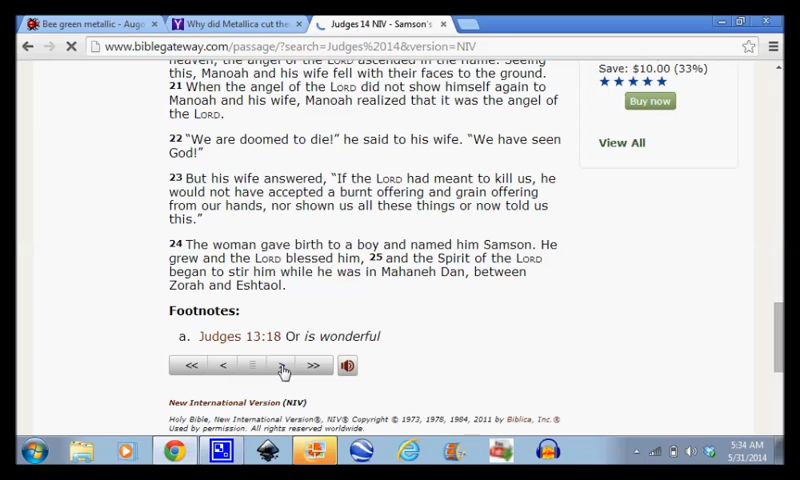 Bee green metallic - Augo
Why did Metallica cut the
Judges 14 NIV - Samson's
www.biblegateway.com/passage/?search=Judges%2014&version=NIV
heaven, the angel of the LORD ascended in the flame. Seeing
this, Manoah and his wife fell with their faces to the ground.
21 When the angel of the LORD did not show himself again to
Manoah and his wife, Manoah realized that it was the angel of
the LORD.
22 “We are doomed to die!” he said to his wife. “We have seen
God!”
23 But his wife answered, “If the LORD had meant to kill us, he
would not have accepted a burnt offering and grain offering
from our hands, nor shown us all these things or now told us
this.”
24 The woman gave birth to a boy and named him Samson. He
grew and the LORD blessed him, 25 and the Spirit of the LORD
began to stir him while he was in Mahaneh Dan, between
Zorah and Eshtaol.
Footnotes:
a. Judges 13:18 Or is wonderful
<< < > >>
New International Version (NIV)
Holy Bible, New International Version®, NIV® Copyright © 1973, 1978, 1984, 2011 by Biblica, Inc.®
Used by permission. All rights reserved worldwide.
Save: $10.00 (33%)
Buy now
View All
5:34 AM
5/31/2014